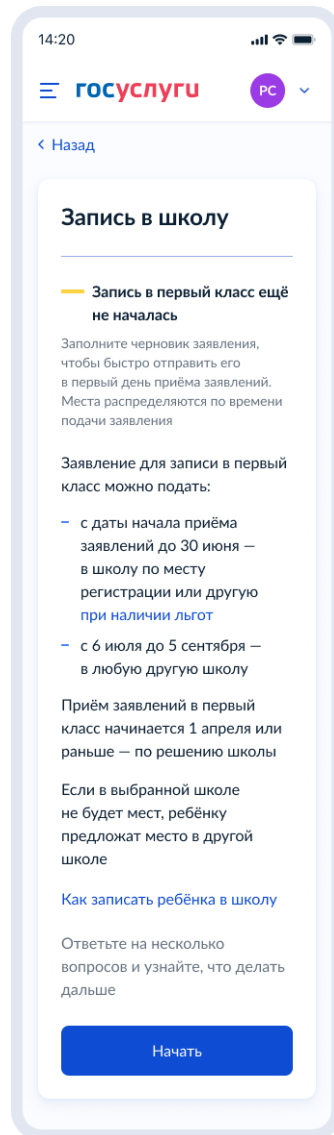 14:20
госуслуги
РС
Назад
Запись в школу
Запись в первый класс ещё
не началась
Заполните черновик заявления,
чтобы быстро отправить его
в первый день приёма заявлений.
Места распределяются по времени
подачи заявления
Заявление для записи в первый
класс можно подать:
– с даты начала приёма
заявлений до 30 июня —
в школу по месту
регистрации или другую
при наличии льгот
– с 6 июля до 5 сентября —
в любую другую школу
Приём заявлений в первый
класс начинается 1 апреля или
раньше — по решению школы
Если в выбранной школе
не будет мест, ребёнку
предложат место в другой
школе
Как записать ребёнка в школу
Ответьте на несколько
вопросов и узнайте, что делать
дальше
Начать